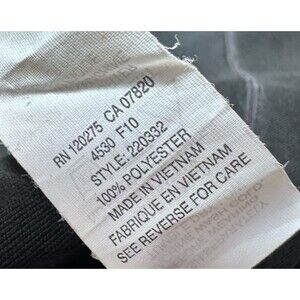 RN 120275 CA 07820
4530 F10
STYLE: 220332
100% POLYESTER
MADE IN VIETNAM
FABRIQUE EN VIETNAM
SEE REVERSE FOR CARE